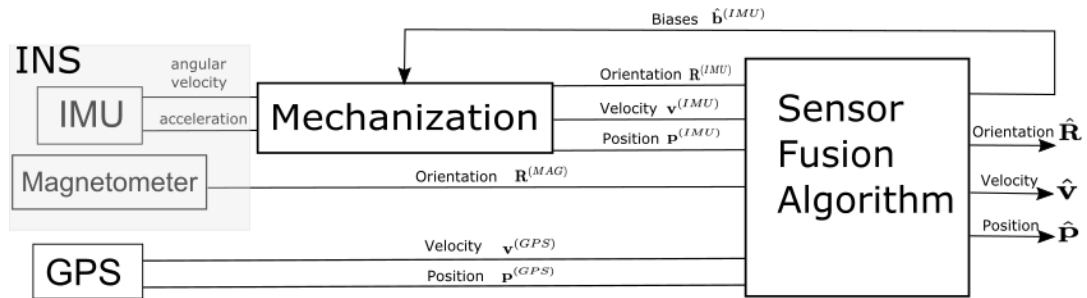 Biases b̂^(IMU)
INS
angular
velocity
IMU
acceleration
Mechanization
Orientation R^(IMU)
Velocity v^(IMU)
Position p^(IMU)
Magnetometer
Orientation R^(MAG)
GPS
Velocity v^(GPS)
Position p^(GPS)
Sensor
Fusion
Algorithm
Orientation R̂
Velocity v̂
Position P̂